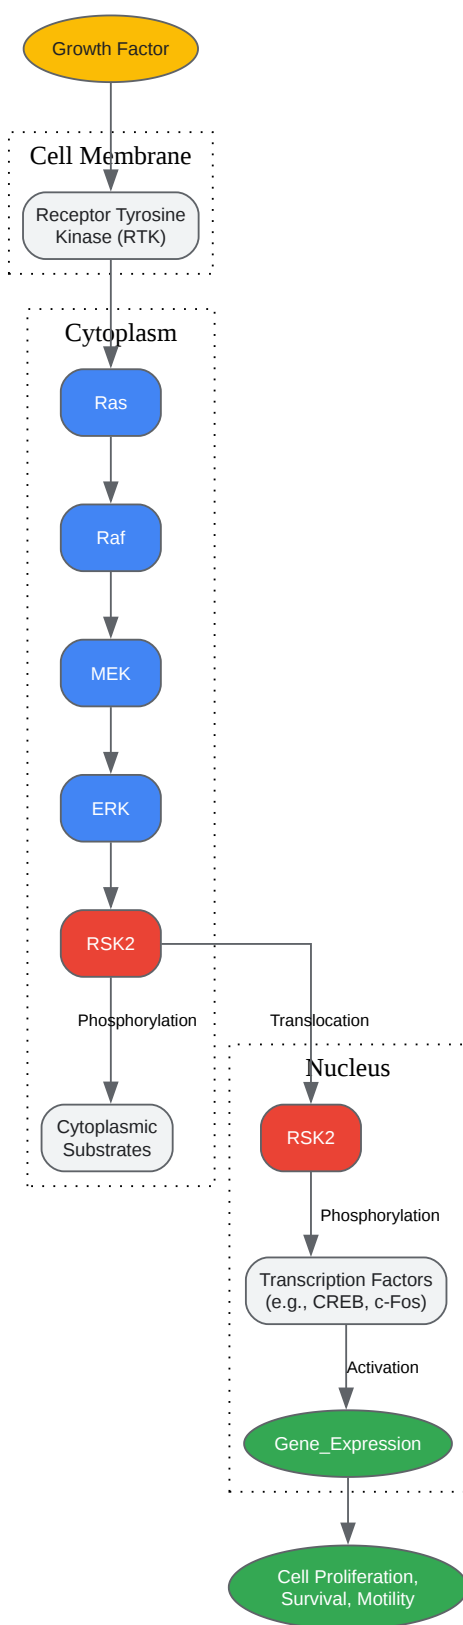 Growth Factor
Cell Membrane
Receptor Tyrosine
Kinase (RTK)
Cytoplasm
Ras
Raf
MEK
ERK
RSK2
Phosphorylation
Translocation
Nucleus
Cytoplasmic
Substrates
RSK2
Phosphorylation
Transcription Factors
(e.g., CREB, c-Fos)
Activation
Gene_Expression
Cell Proliferation,
Survival, Motility